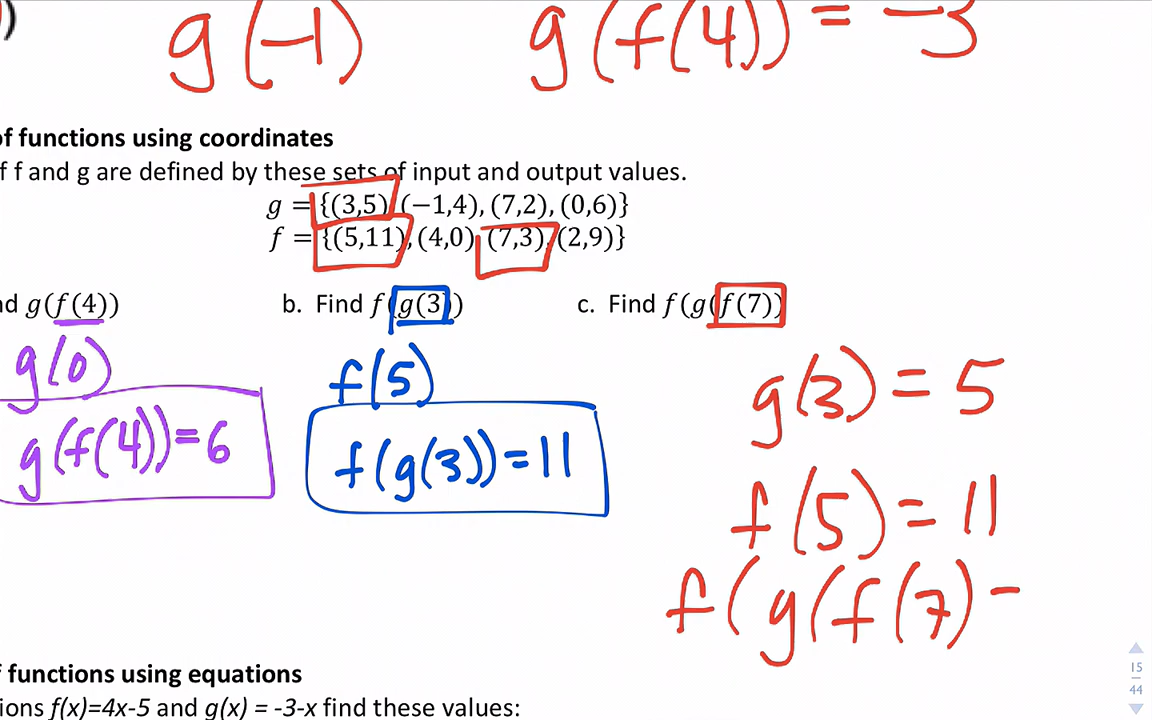 )
g(-1)
g(f(4)) = -3
of functions using coordinates
f f and g are defined by these sets of input and output values.
g = {(3,5), (−1,4), (7,2), (0,6)}
f = {(5,11), (4,0), (7,3), (2,9)}
nd g(f(4))
b. Find f(g(3))
c. Find f(g(f(7))
g(0)
g(f(4))=6
f(5)
f(g(3))=11
g(3) = 5
f(5) = 11
f(g(f(7) -
f functions using equations
ions f(x)=4x-5 and g(x) = -3-x find these values:
15
44